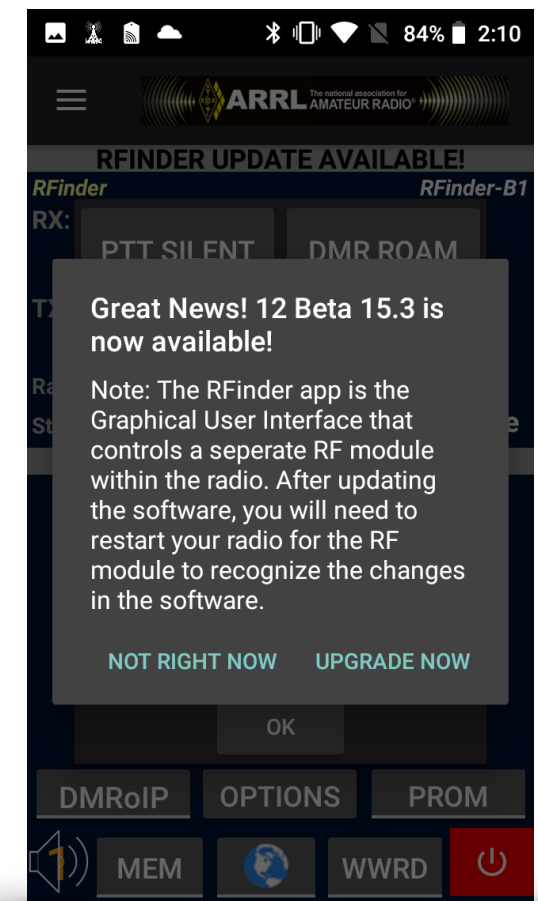 84% 2:10
ARRL The national association for
AMATEUR RADIO®
RFINDER UPDATE AVAILABLE!
RFinder RFinder-B1
RX:
PTT SILENT DMR ROAM
Great News! 12 Beta 15.3 is
now available!
Note: The RFinder app is the
Graphical User Interface that
controls a seperate RF module
within the radio. After updating
the software, you will need to
restart your radio for the RF
module to recognize the changes
in the software.
NOT RIGHT NOW UPGRADE NOW
OK
DMRoIP OPTIONS PROM
1 MEM WWRD